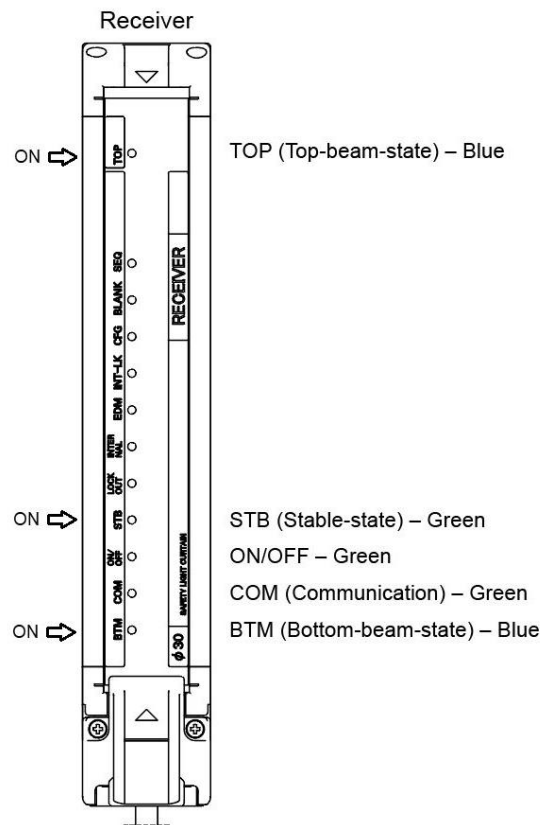 Receiver
ON
TOP
TOP (Top-beam-state) – Blue
SEQ
RECEIVER
BLANK
CFG
INT-LK
EDM
INTER
NAL
LOCK
OUT
ON
STB
STB (Stable-state) – Green
ON/
OFF
ON/OFF – Green
SAFETY LIGHT CURTAIN
COM
COM (Communication) – Green
ON
BTM
ϕ 30
BTM (Bottom-beam-state) – Blue